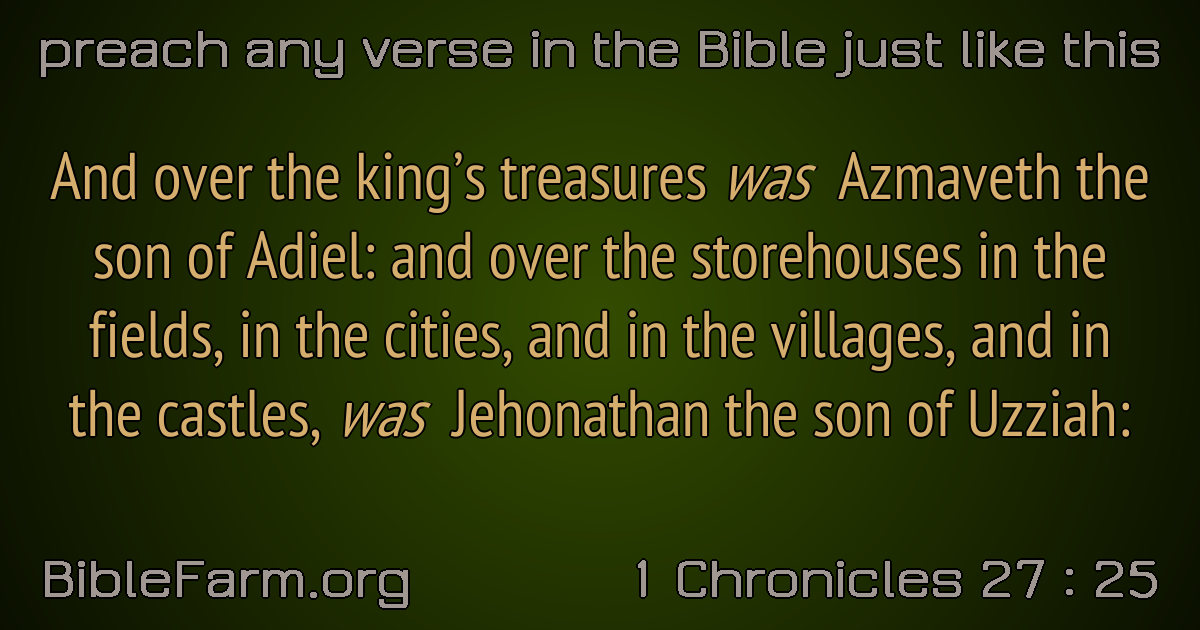 preach any verse in the Bible just like this
And over the king’s treasures was Azmaveth the
son of Adiel: and over the storehouses in the
fields, in the cities, and in the villages, and in
the castles, was Jehonathan the son of Uzziah:
BibleFarm.org
1 Chronicles 27 : 25